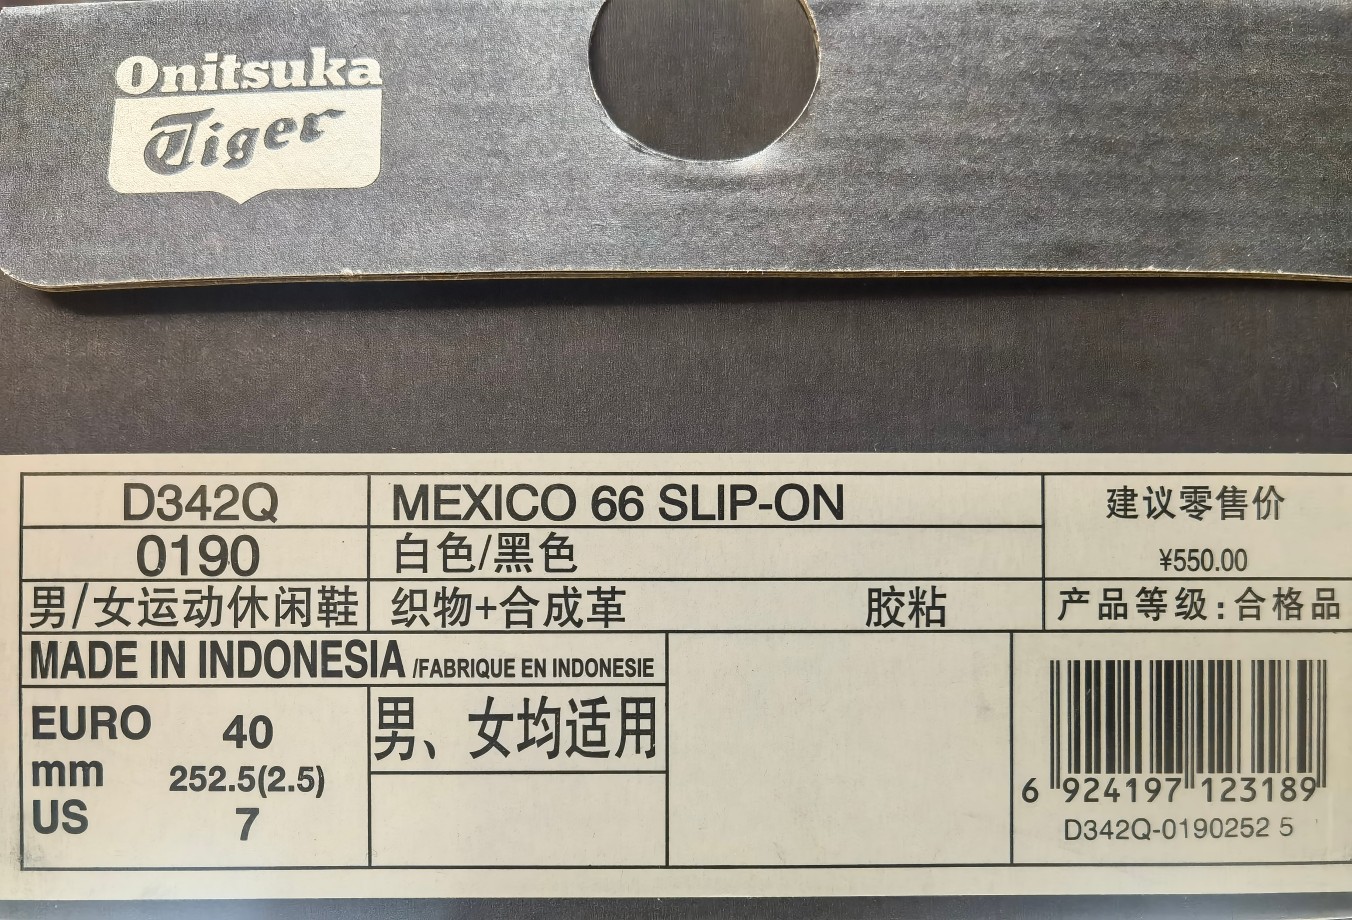 Onitsuka
Tiger
D342Q
MEXICO 66 SLIP-ON
建议零售价
0190
白色/黑色
¥550.00
男/女运动休闲鞋
织物+合成革 胶粘
产品等级:合格品
MADE IN INDONESIA /FABRIQUE EN INDONESIE
EURO 40
男、女均适用
mm 252.5(2.5)
US 7
6 924197 123189
D342Q-0190252 5